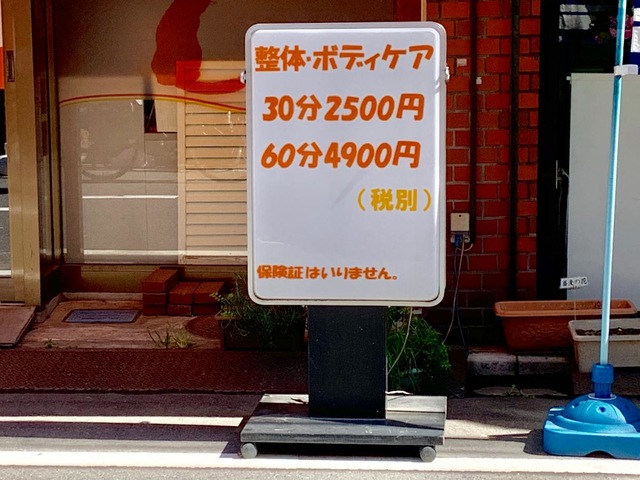 整体・ボディケア
30分2500円
60分4900円
（税別）
保険証はいりません。